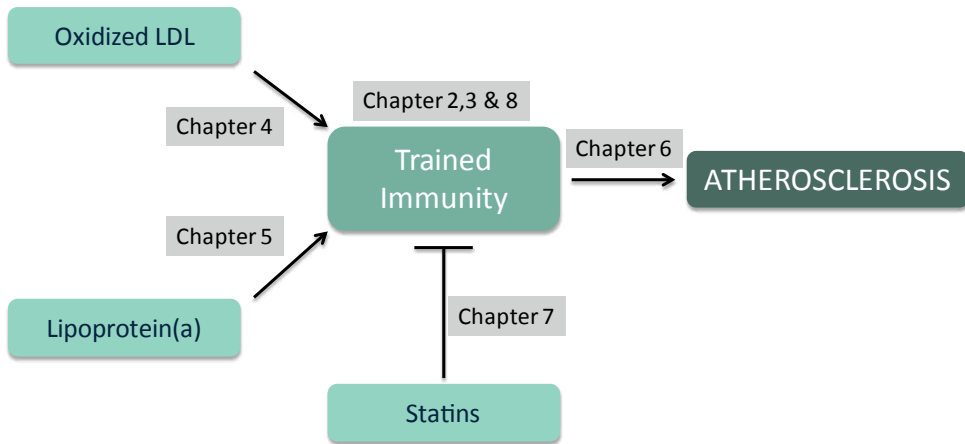 Oxidized LDL
Chapter 2,3 & 8
Chapter 4
Trained
Immunity
Chapter 6
ATHEROSCLEROSIS
Chapter 5
Lipoprotein(a)
Chapter 7
Statins